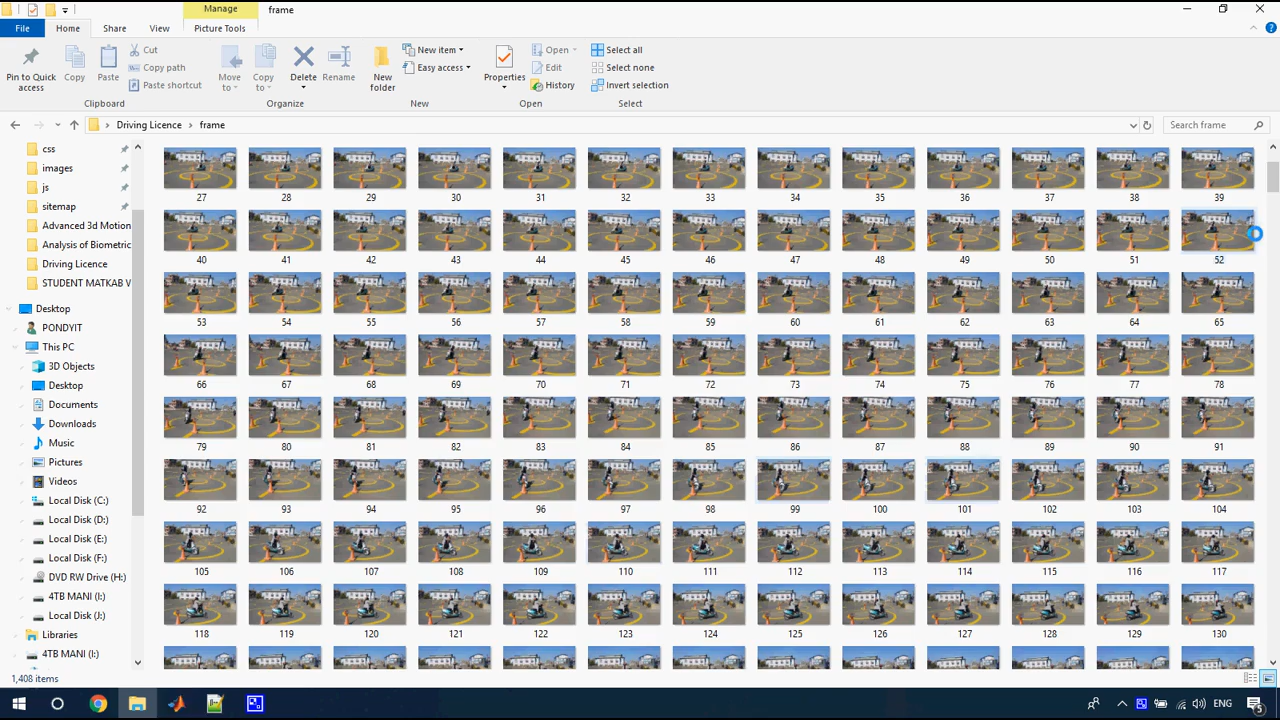 Manage
frame
File
Home
Share
View
Picture Tools
Pin to Quick access
Copy
Paste
Cut
Copy path
Paste shortcut
Clipboard
Move to
Copy to
Delete
Rename
Organize
New folder
New item
Easy access
New
Properties
Open
Edit
History
Open
Select all
Select none
Invert selection
Select
Driving Licence
frame
Search frame
css
images
js
sitemap
Advanced 3d Motion
Analysis of Biometric
Driving Licence
STUDENT MATKAB W
Desktop
PONDYIT
This PC
3D Objects
Desktop
Documents
Downloads
Music
Pictures
Videos
Local Disk (C:)
Local Disk (D:)
Local Disk (E:)
Local Disk (F:)
DVD RW Drive (H:)
4TB MANI (I:)
Local Disk (J:)
Libraries
4TB MANI (I:)
27 28 29 30 31 32 33 34 35 36 37 38 39
40 41 42 43 44 45 46 47 48 49 50 51 52
53 54 55 56 57 58 59 60 61 62 63 64 65
66 67 68 69 70 71 72 73 74 75 76 77 78
79 80 81 82 83 84 85 86 87 88 89 90 91
92 93 94 95 96 97 98 99 100 101 102 103 104
105 106 107 108 109 110 111 112 113 114 115 116 117
118 119 120 121 122 123 124 125 126 127 128 129 130
1,408 items
ENG
5